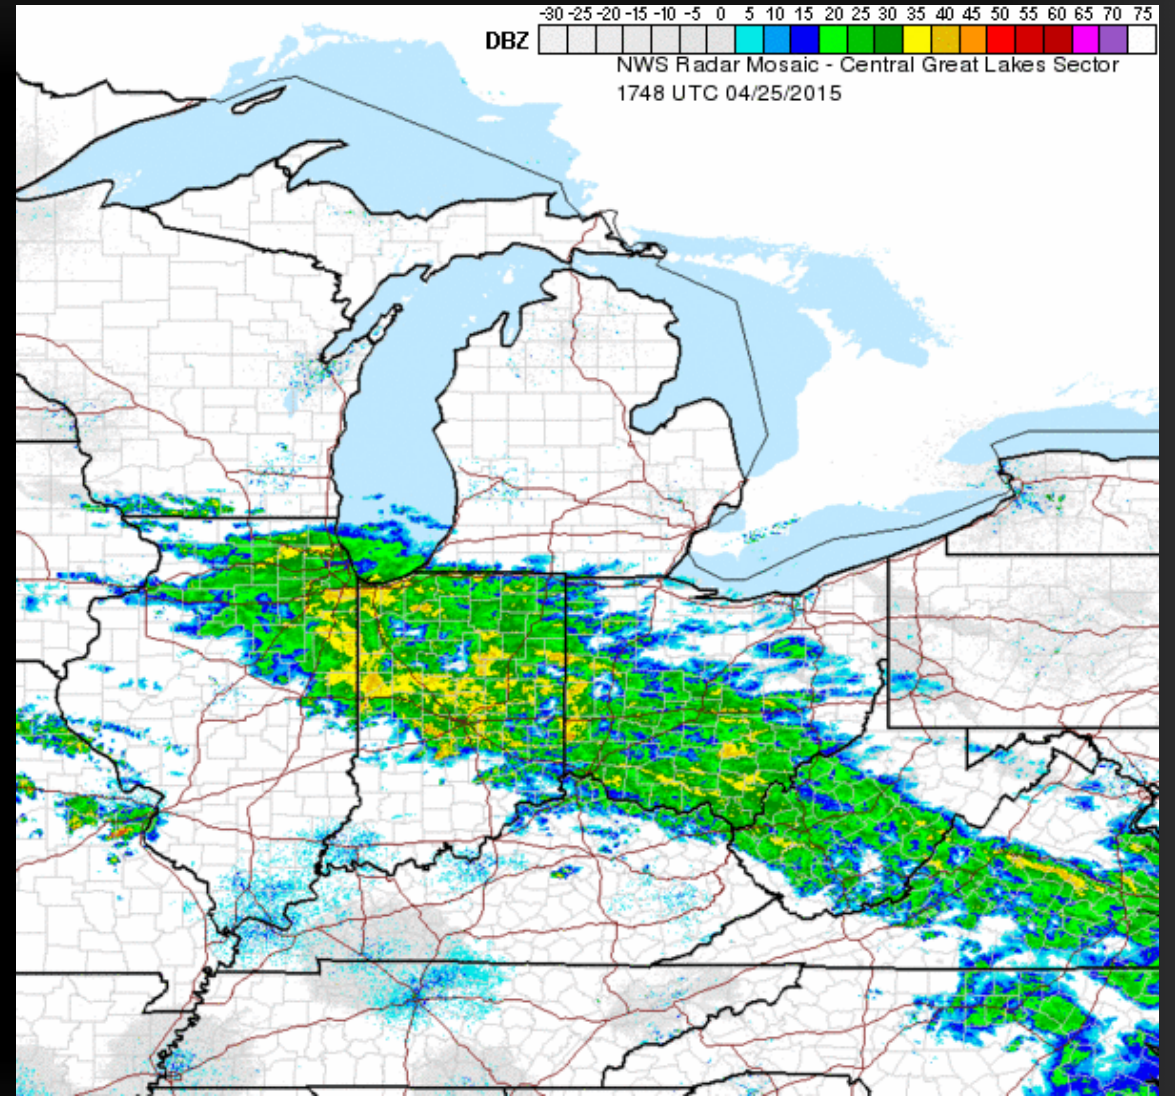 -30 -25 -20 -15 -10 -5 0 5 10 15 20 25 30 35 40 45 50 55 60 65 70 75
DBZ
NWS Radar Mosaic - Central Great Lakes Sector
1748 UTC 04/25/2015